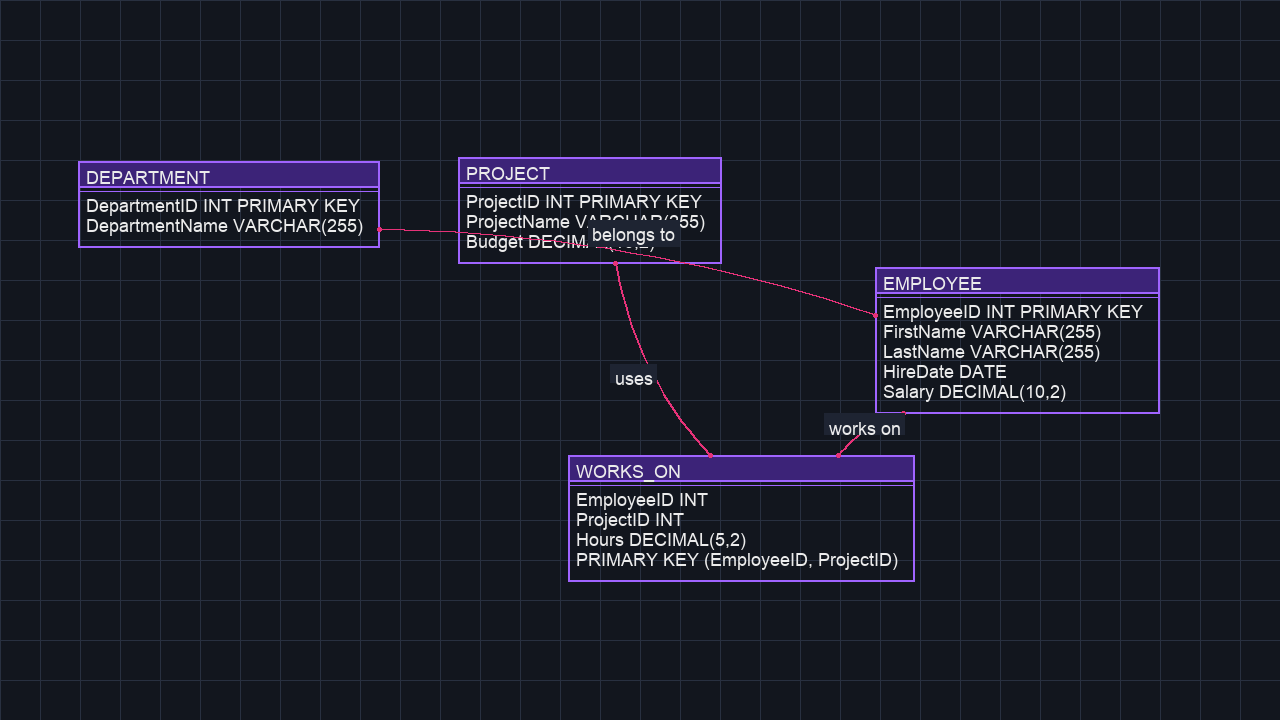 DEPARTMENT
DepartmentID INT PRIMARY KEY
DepartmentName VARCHAR(255)
PROJECT
ProjectID INT PRIMARY KEY
ProjectName VARCHAR(255)
Budget
belongs to
EMPLOYEE
EmployeeID INT PRIMARY KEY
FirstName VARCHAR(255)
LastName VARCHAR(255)
HireDate DATE
Salary DECIMAL(10,2)
uses
works on
WORKS_ON
EmployeeID INT
ProjectID INT
Hours DECIMAL(5,2)
PRIMARY KEY (EmployeeID, ProjectID)